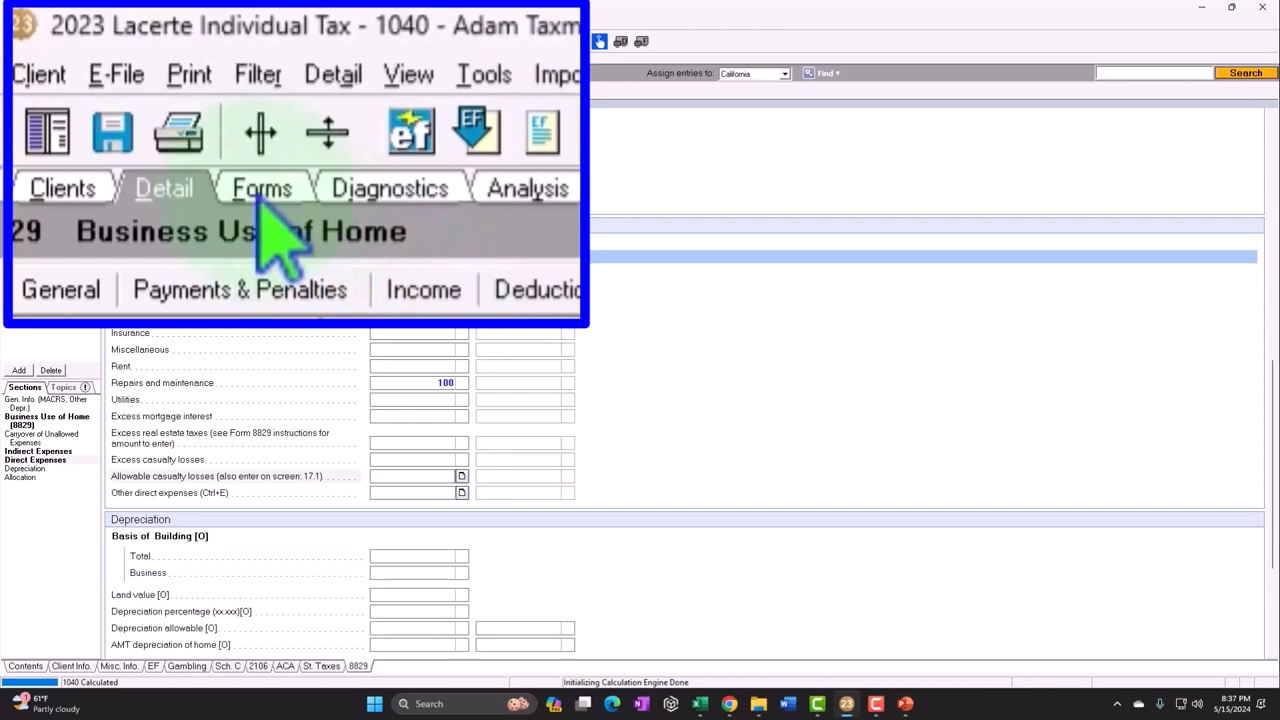 2023 Lacerte Individual Tax - 1040 - Adam Taxm
Client E-File Print Filter Detail View Tools Impo
Assign entries to: California Find Search
ef EF
Clients Detail Forms Diagnostics Analysis
29 Business Use of Home
General Payments & Penalties Income Deductio
Insurance
Miscellaneous
Rent
Add Delete
Repairs and maintenance 100
Sections Topics
Utilities
Gen. Info. (MACRS, Other
Depr.)
Business Use of Home
(8829)
Excess mortgage interest
Carryover of Unallowed
Expenses
Excess real estate taxes (see Form 8829 instructions for
amount to enter)
Indirect Expenses
Direct Expenses
Excess casualty losses
Depreciation
Allowable casualty losses (also enter on screen: 17.1)
Allocation
Other direct expenses (Ctrl+E)
Depreciation
Basis of Building [O]
Total
Business
Land value [O]
Depreciation percentage (xx.xxx)[O]
Depreciation allowable [O]
AMT depreciation of home [O]
Contents Client Info. Misc. Info. EF Gambling Sch. C 2106 ACA St. Taxes 8829
1040 Calculated Initializing Calculation Engine Done
61°F
Partly cloudy
Search
23
8:37 PM
5/15/2024